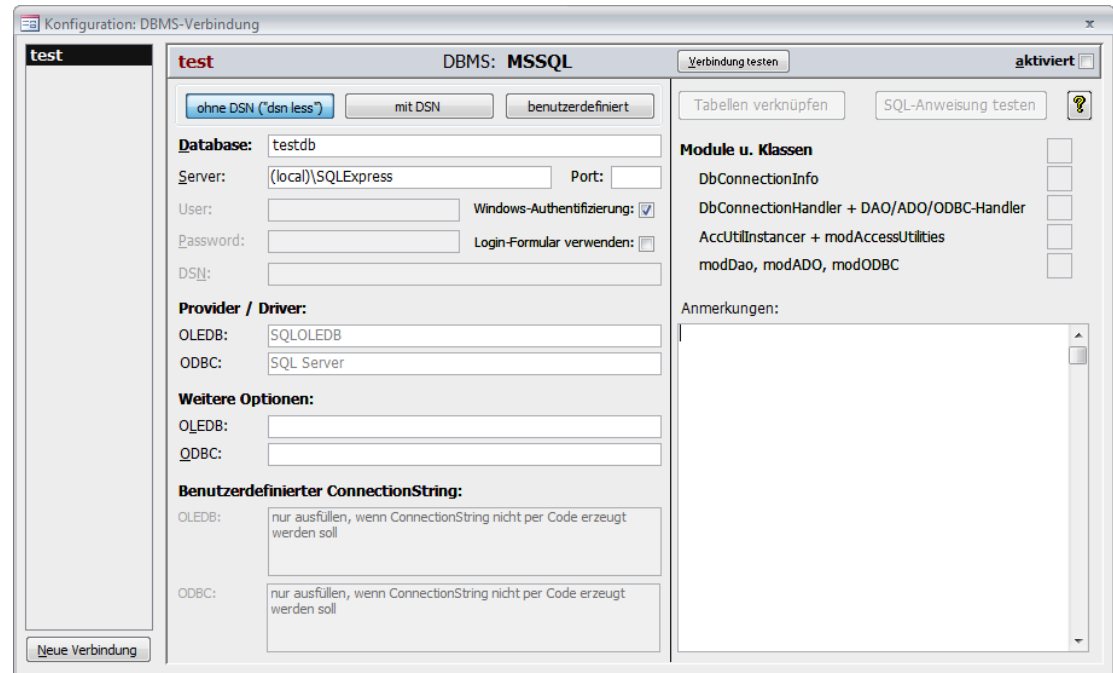 Konfiguration: DBMS-Verbindung
x
test
test DBMS: MSSQL Verbindung testen aktiviert
ohne DSN ("dsn less") mit DSN benutzerdefiniert Tabellen verknüpfen SQL-Anweisung testen ?
Database: testdb
Server: (local)\SQLExpress Port:
User: Windows-Authentifizierung:
Password: Login-Formular verwenden:
DSN:
Provider / Driver:
OLEDB: SQLOLEDB
ODBC: SQL Server
Weitere Optionen:
OLEDB:
ODBC:
Benutzerdefinierter ConnectionString:
OLEDB: nur ausfüllen, wenn ConnectionString nicht per Code erzeugt
werden soll
ODBC: nur ausfüllen, wenn ConnectionString nicht per Code erzeugt
werden soll
Module u. Klassen
DbConnectionInfo
DbConnectionHandler + DAO/ADO/ODBC-Handler
AccUtilInstancer + modAccessUtilities
modDao, modADO, modODBC
Anmerkungen:
Neue Verbindung